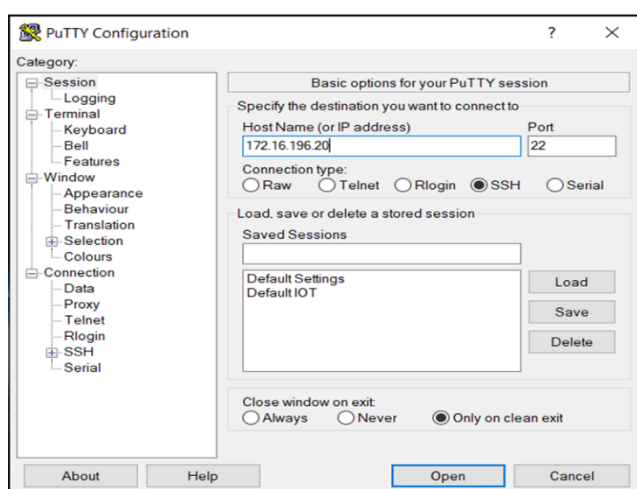 PuTTY Configuration
?
Category:
Session
Logging
Terminal
Keyboard
Bell
Features
Window
Appearance
Behaviour
Translation
Selection
Colours
Connection
Data
Proxy
Telnet
Rlogin
SSH
Serial
Basic options for your PuTTY session
Specify the destination you want to connect to
Host Name (or IP address) Port
172.16.196.20 22
Connection type:
Raw Telnet Rlogin SSH Serial
Load, save or delete a stored session
Saved Sessions
Default Settings
Default IOT
Load
Save
Delete
Close window on exit:
Always Never Only on clean exit
About Help Open Cancel